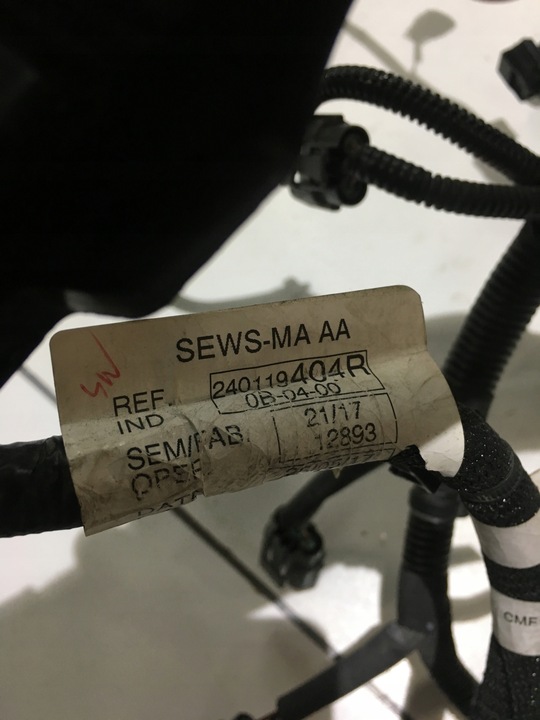 SEWS-MA AA
REF. 240119404R
IND 0B-04-00
SEM/FAB 21/17
12893
CMF